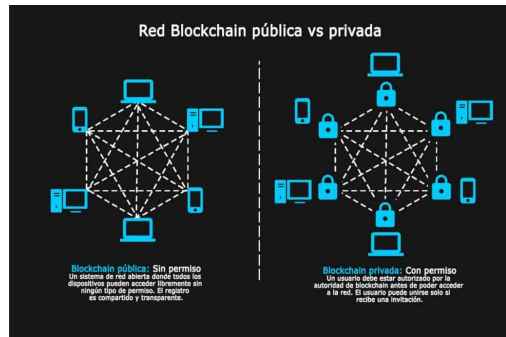 Red Blockchain pública vs privada
Blockchain pública: Sin permiso
Un sistema de red abierta donde todos los
dispositivos pueden acceder libremente sin
ningún tipo de permiso. El registro
es compartido y transparente.
Blockchain privada: Con permiso
Un usuario debe estar autorizado por la
autoridad de blockchain antes de poder acceder
a la red. El usuario puede unirse solo si
recibe una invitación.